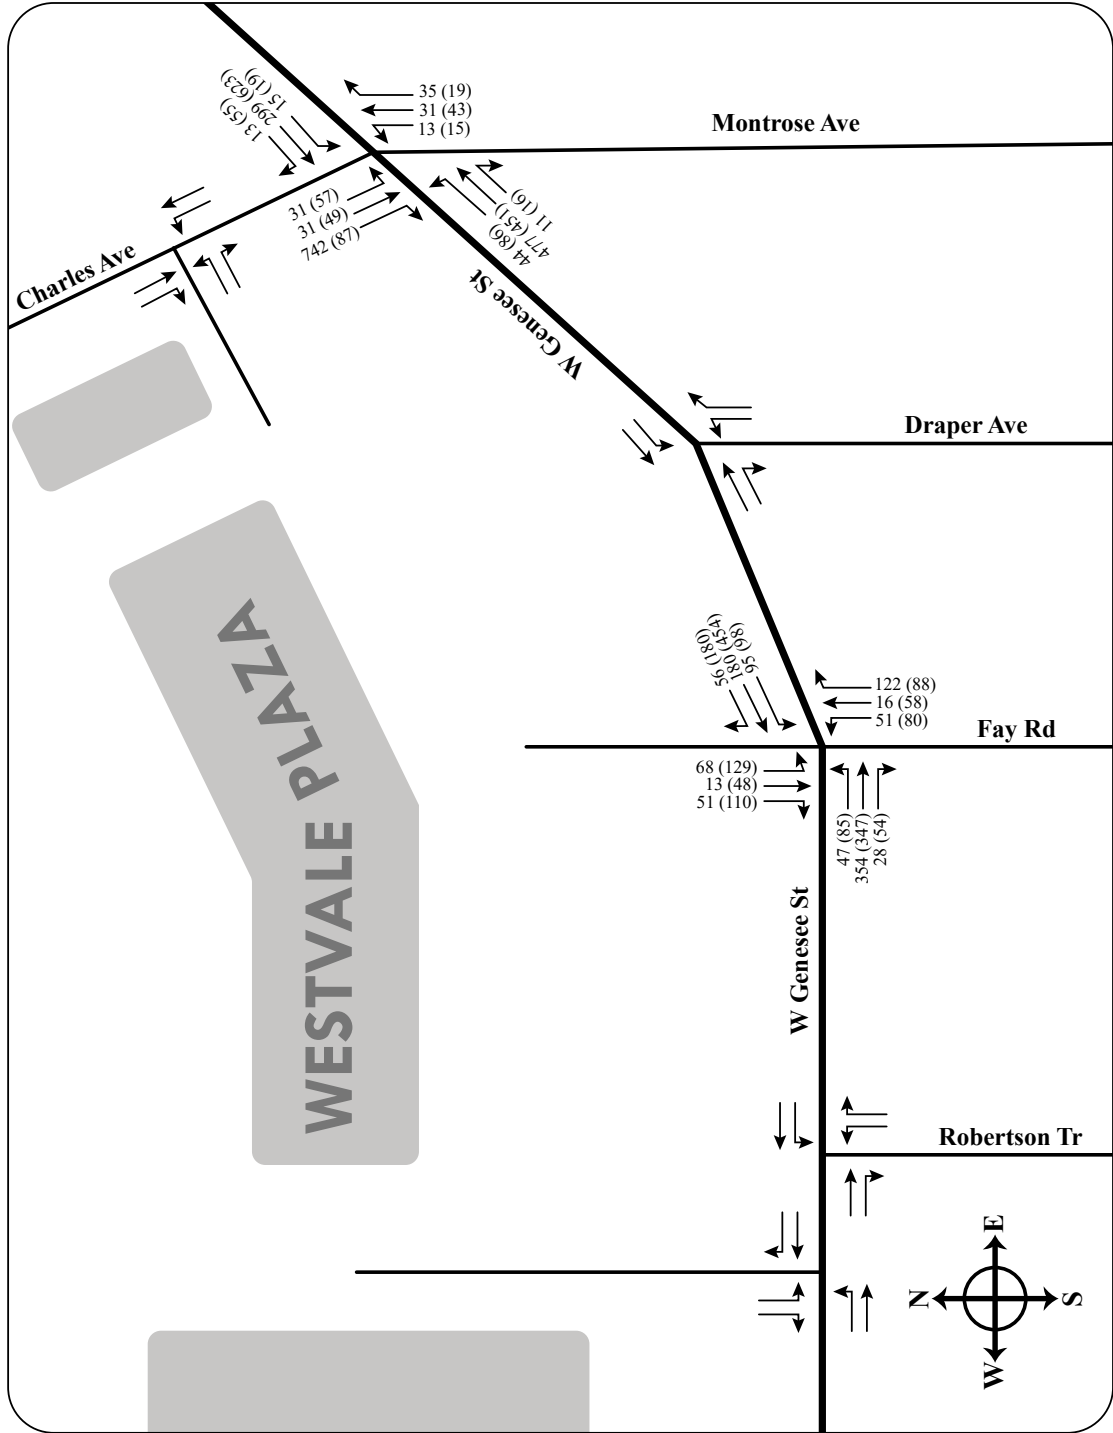 35 (19)
31 (43)
13 (15)
Montrose Ave
15 (19)
299 (623)
13 (55)
31 (57)
31 (49)
742 (87)
11 (16)
477 (451)
44 (86)
Charles Ave
W Genesee St
Draper Ave
56 (180)
180 (454)
95 (98)
122 (88)
16 (58)
51 (80)
Fay Rd
68 (129)
13 (48)
51 (110)
47 (85)
354 (347)
28 (54)
WESTVALE PLAZA
W Genesee St
Robertson Tr
E
N
S
W